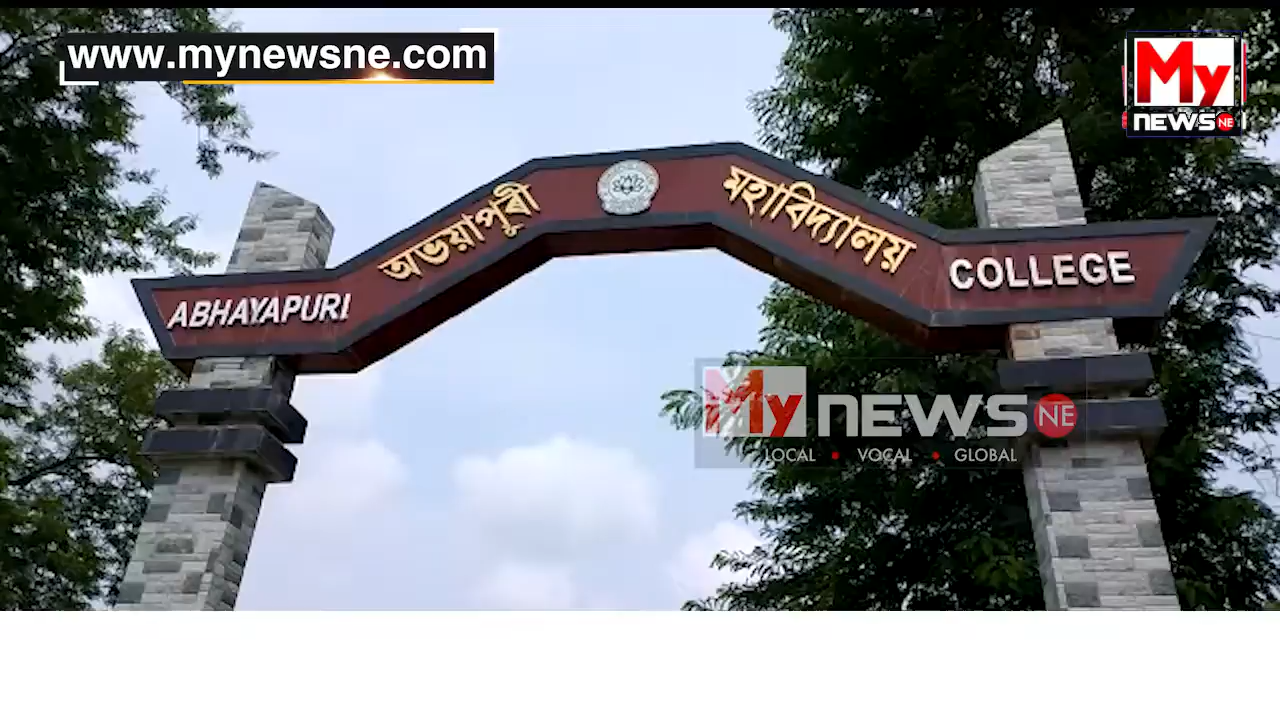 www.mynewsne.com
My
NEWS NE
অভয়াপুৰী মহাবিদ্যালয়
ABHAYAPURI COLLEGE
My NEWS NE
LOCAL • VOCAL • GLOBAL